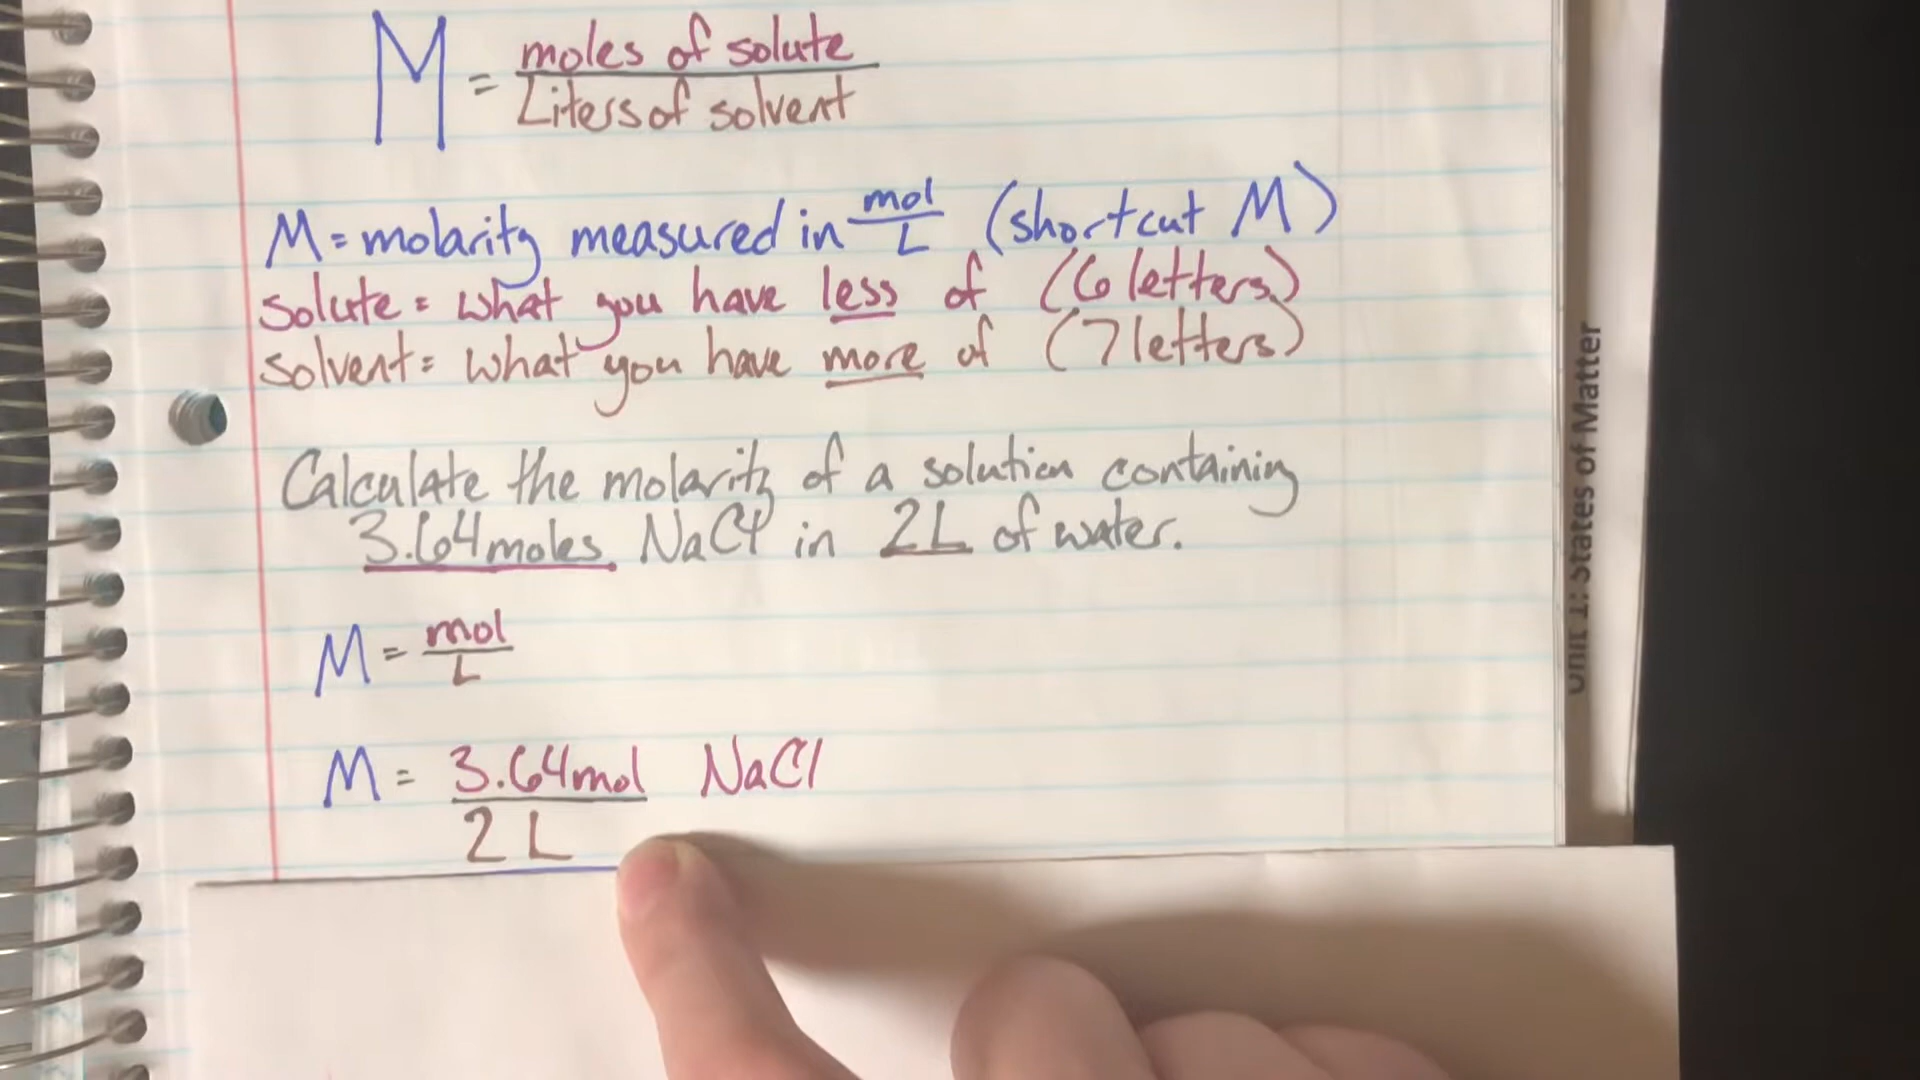 M = moles of solute
Liters of solvent
M = molarity measured in mol/L (shortcut M)
solute = what you have less of (6 letters)
solvent = what you have more of (7 letters)
Calculate the molarity of a solution containing
3.64 moles NaCl in 2L of water.
M = mol/L
M = 3.64mol NaCl
2 L
Unit 1: States of Matter